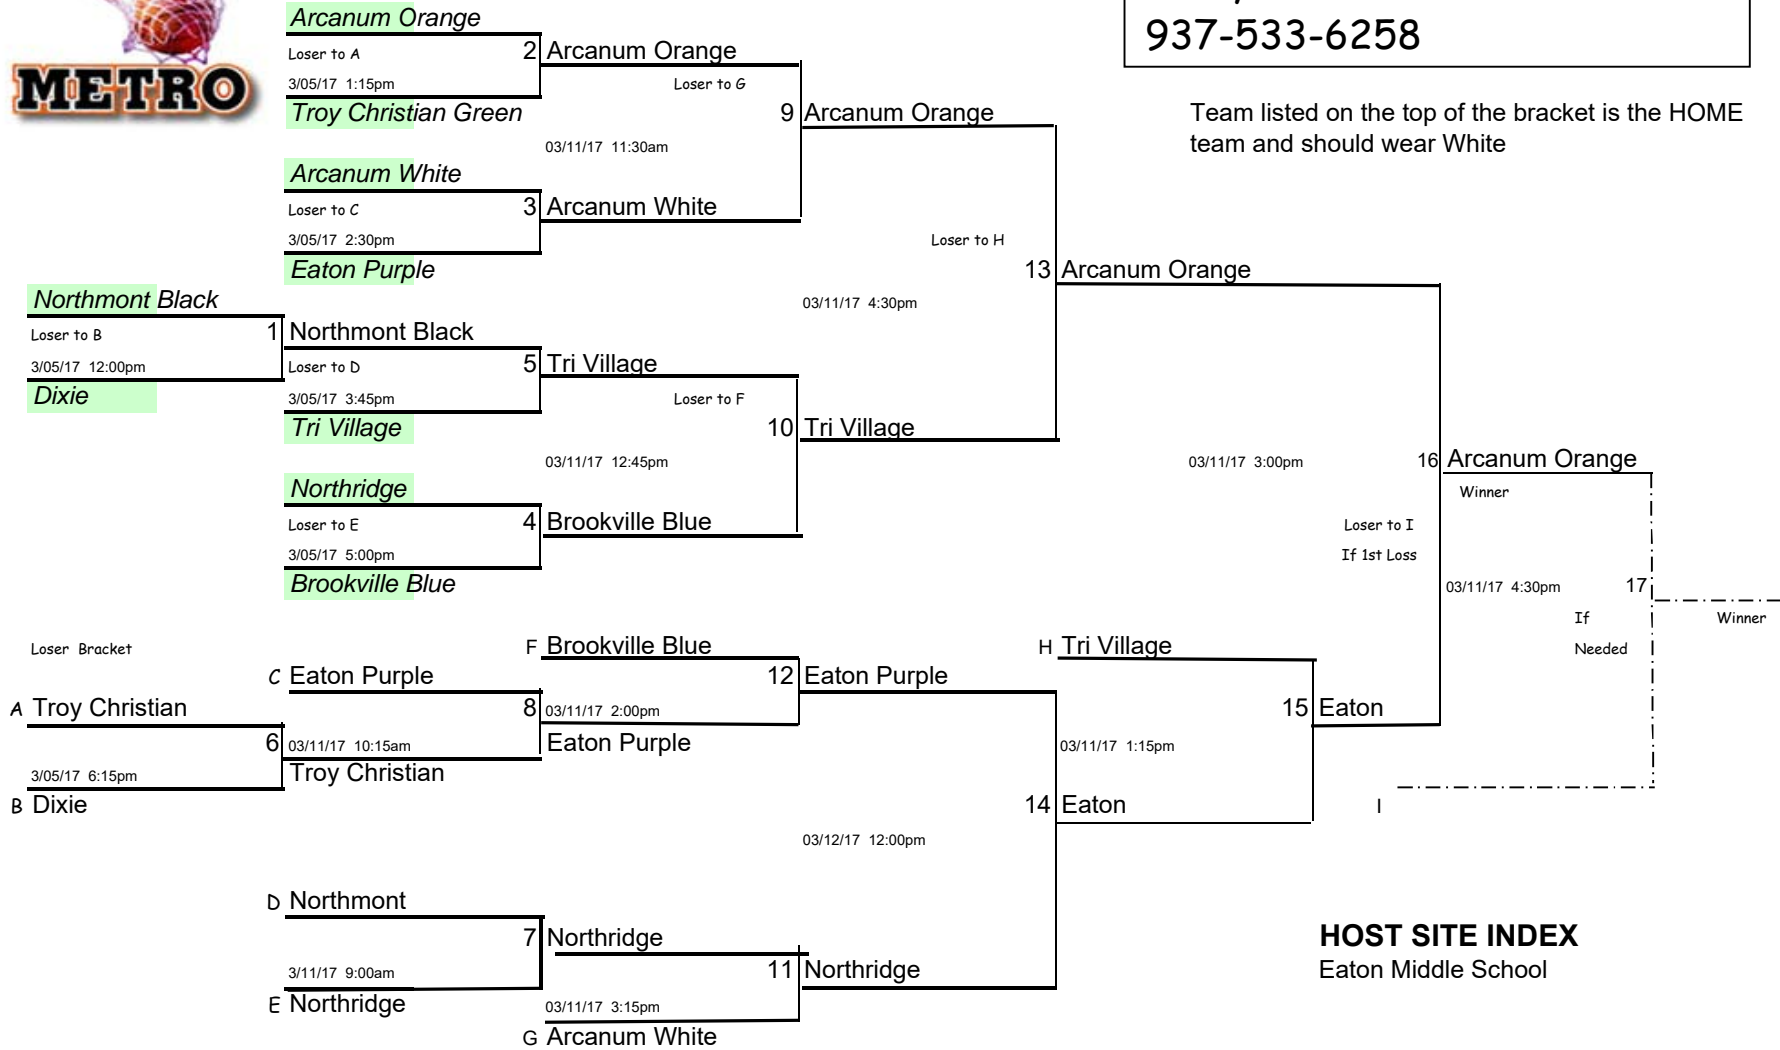 METRO
937-533-6258
Team listed on the top of the bracket is the HOME
team and should wear White
Arcanum Orange
Loser to A
3/05/17 1:15pm
Troy Christian Green
2 Arcanum Orange
Loser to G
03/11/17 11:30am
9 Arcanum Orange
Arcanum White
Loser to C
3/05/17 2:30pm
Eaton Purple
3 Arcanum White
Loser to H
03/11/17 4:30pm
13 Arcanum Orange
Northmont Black
Loser to B
3/05/17 12:00pm
Dixie
1 Northmont Black
Loser to D
3/05/17 3:45pm
Tri Village
5 Tri Village
Loser to F
03/11/17 12:45pm
10 Tri Village
Northridge
Loser to E
3/05/17 5:00pm
Brookville Blue
4 Brookville Blue
03/11/17 3:00pm
Loser to I
If 1st Loss
16 Arcanum Orange
Winner
03/11/17 4:30pm
17
If
Needed
Winner
Loser Bracket
A Troy Christian
3/05/17 6:15pm
B Dixie
C Eaton Purple
6 03/11/17 10:15am
Troy Christian
F Brookville Blue
8 03/11/17 2:00pm
Eaton Purple
12 Eaton Purple
H Tri Village
03/11/17 1:15pm
15 Eaton
14 Eaton
I
03/12/17 12:00pm
D Northmont
3/11/17 9:00am
E Northridge
7 Northridge
03/11/17 3:15pm
G Arcanum White
11 Northridge
HOST SITE INDEX
Eaton Middle School